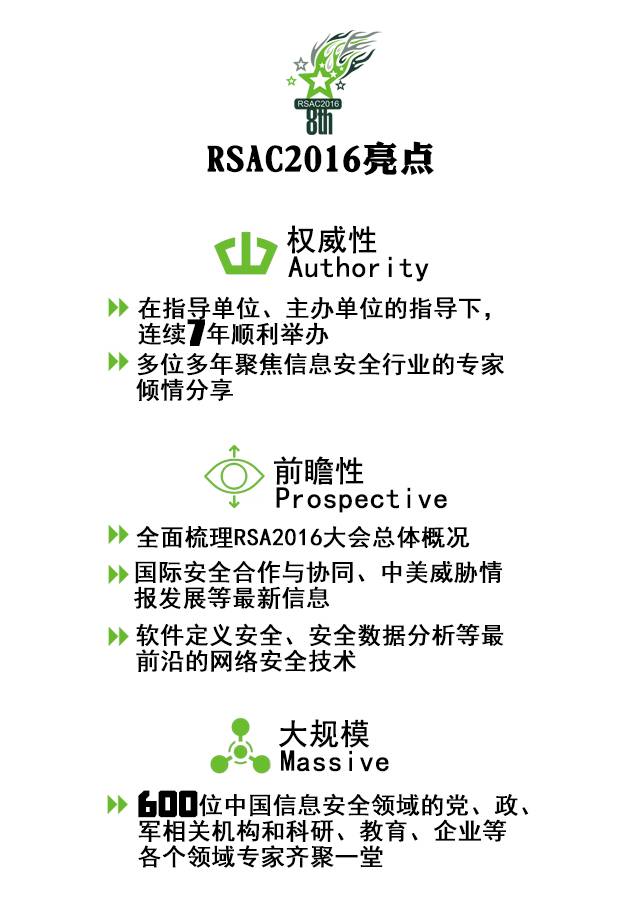 RSAC2016
8th
RSAC2016亮点
权威性
Authority
在指导单位、主办单位的指导下，
连续7年顺利举办
多位多年聚焦信息安全行业的专家
倾情分享
前瞻性
Prospective
全面梳理RSA2016大会总体概况
国际安全合作与协同、中美威胁情
报发展等最新信息
软件定义安全、安全数据分析等最
前沿的网络安全技术
大规模
Massive
600位中国信息安全领域的党、政、
军相关机构和科研、教育、企业等
各个领域专家齐聚一堂